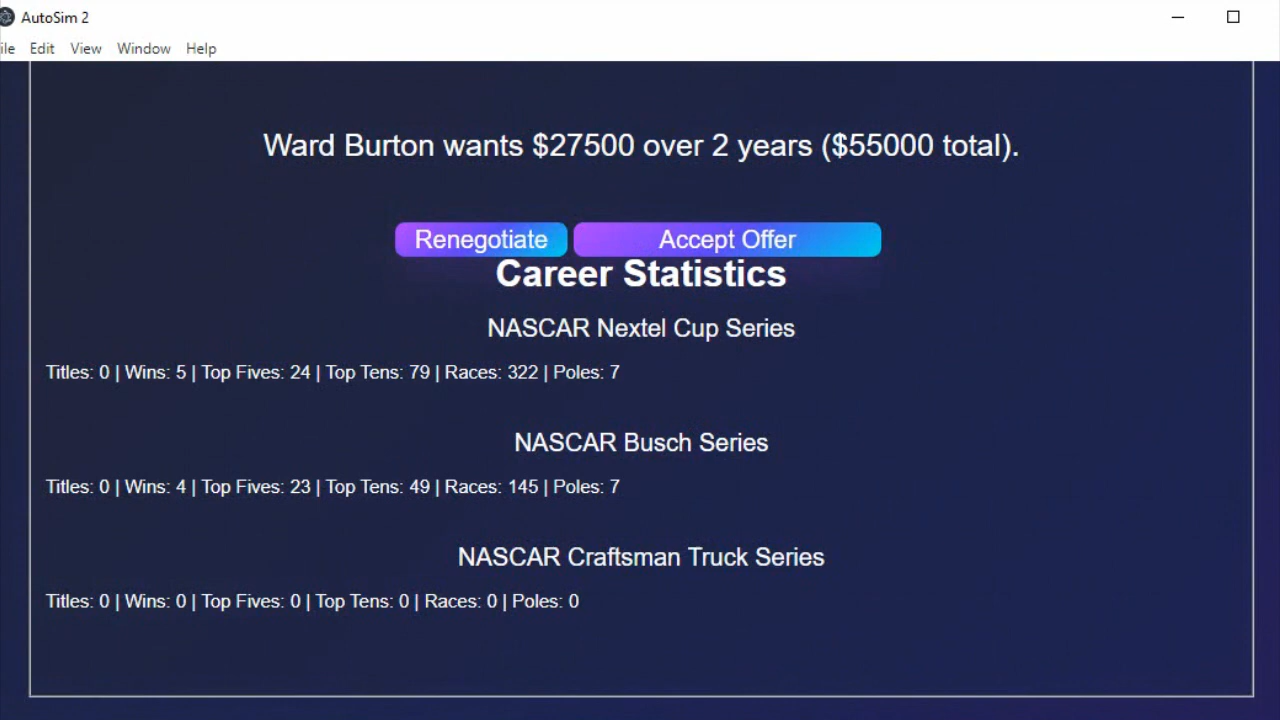 AutoSim 2
ile Edit View Window Help
Ward Burton wants $27500 over 2 years ($55000 total).
Renegotiate Accept Offer
Career Statistics
NASCAR Nextel Cup Series
Titles: 0 | Wins: 5 | Top Fives: 24 | Top Tens: 79 | Races: 322 | Poles: 7
NASCAR Busch Series
Titles: 0 | Wins: 4 | Top Fives: 23 | Top Tens: 49 | Races: 145 | Poles: 7
NASCAR Craftsman Truck Series
Titles: 0 | Wins: 0 | Top Fives: 0 | Top Tens: 0 | Races: 0 | Poles: 0